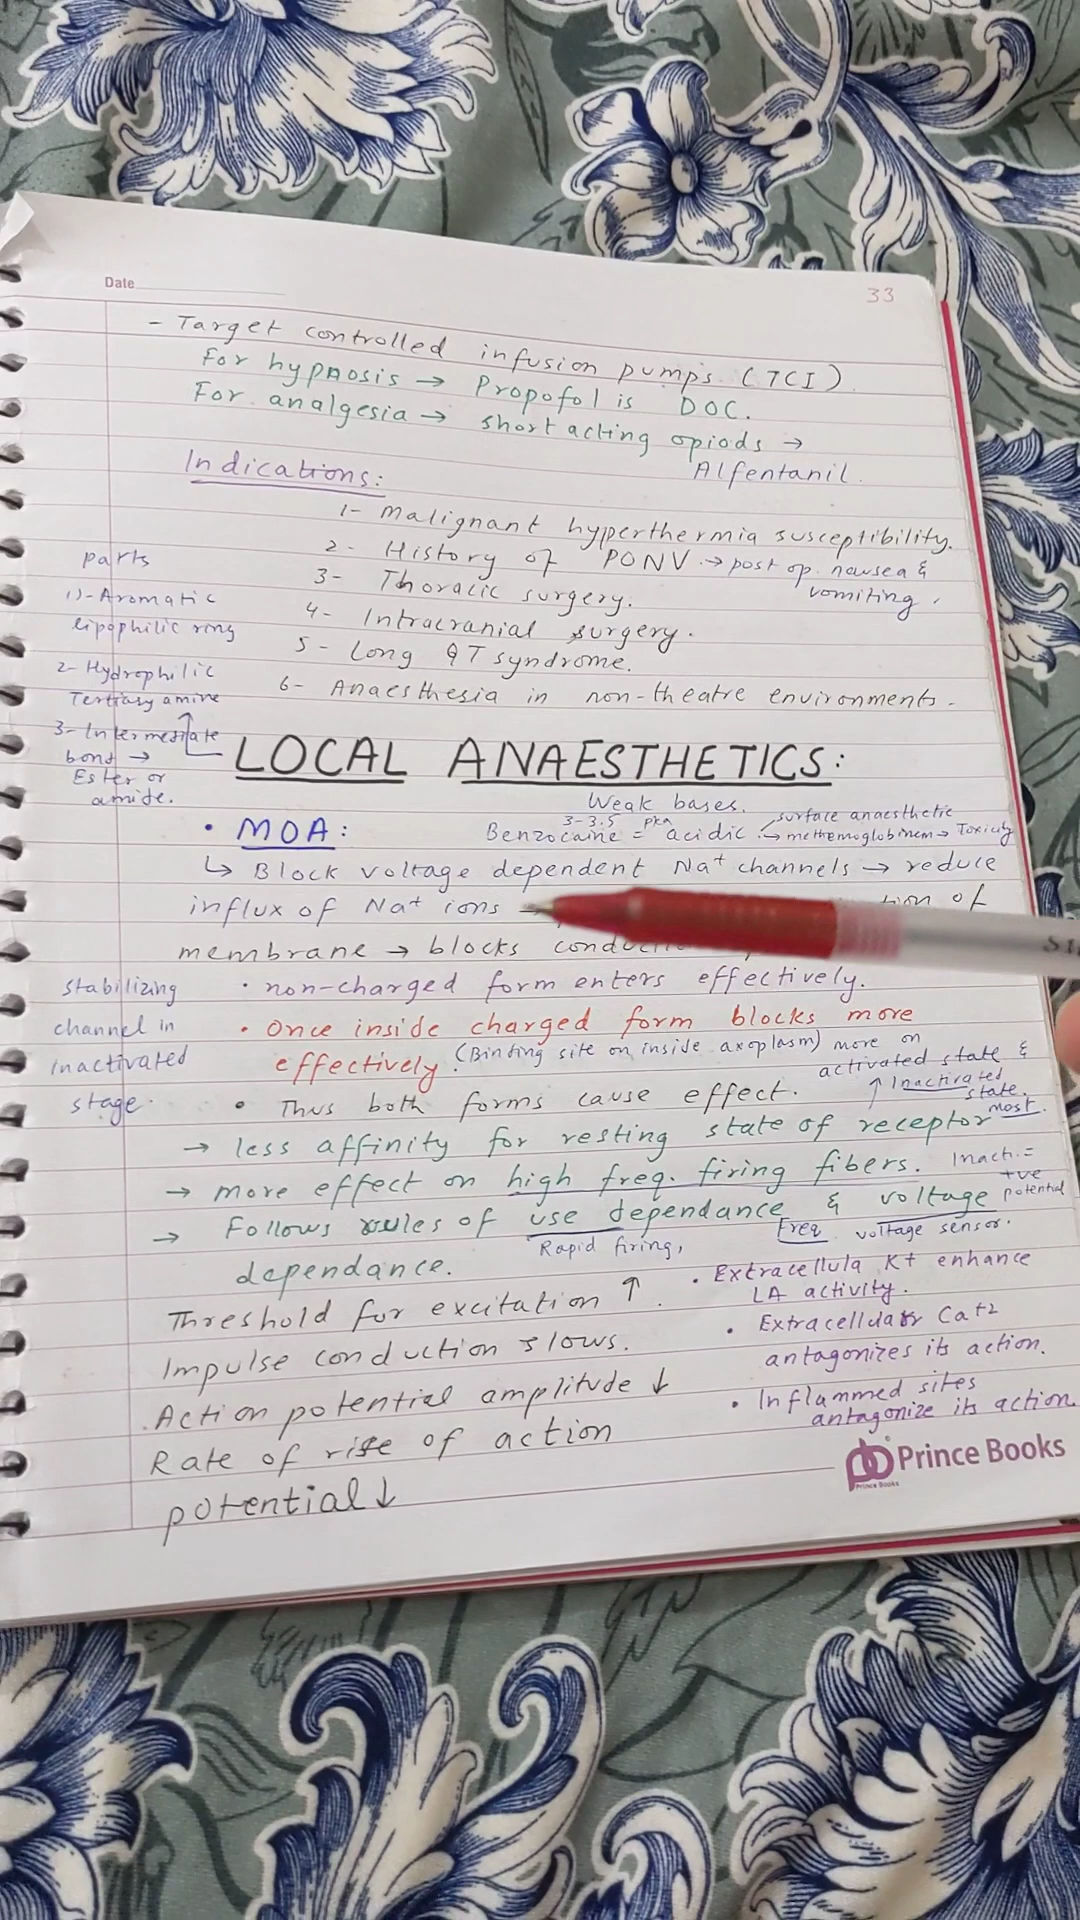 Date
33
- Target controlled infusion pumps. (TCI)
For hypnosis → Propofol is DOC.
For analgesia → short acting opiods →
Alfentanil.
Indications:
1- Malignant hyperthermia susceptibility.
2- History of PONV → post op. nausea &
vomiting.
3- Thoracic surgery.
4- Intracranial surgery.
5- Long QT syndrome.
6- Anaesthesia in non-theatre environments.
parts
1)-Aromatic
lipophilic ring
2- Hydrophilic
Tertiary amine
3- Intermediate
bond →
Ester or
amide.
LOCAL ANAESTHETICS:
Weak bases.
• MOA:
3-3.5 pka
Benzocaine = acidic → surface anaesthetic
→ methemoglobinem → Toxicity
↳ Block voltage dependent Na+ channels → reduce
influx of Na+ ions → of
membrane → blocks
• non-charged form enters effectively.
• Once inside charged form blocks more
effectively. (Binting site on inside axoplasm) more on
activated state &
↑ Inactivated
state.
most.
• Thus both forms cause effect.
stabilizing
channel in
inactivated
stage.
→ less affinity for resting state of receptor
→ more effect on high freq. firing fibers.
Inact. =
+ve
potential
→ Follows rules of use dependance & voltage
Rapid firing, Freq voltage sensor.
dependance.
Threshold for excitation ↑.
Impulse conduction slows.
Action potential amplitude ↓
Rate of rise of action
potential ↓
• Extracellula K+ enhance
LA activity.
• Extracellular Ca+2
antagonizes its action.
• Inflammed sites
antagonize its action.
Prince Books
Prince Books